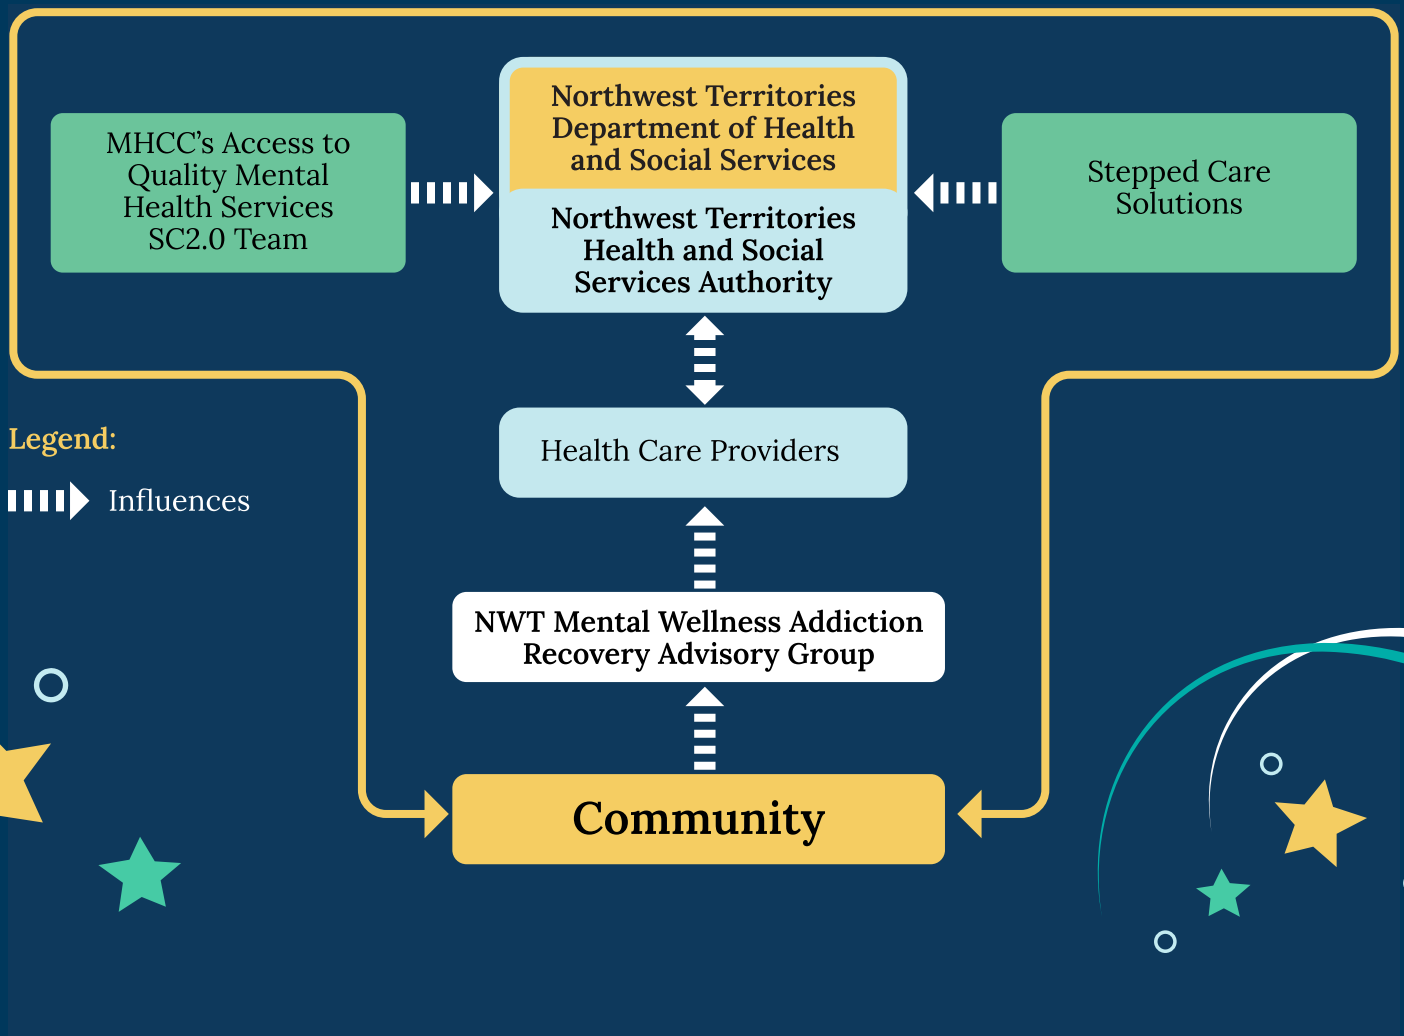 Northwest Territories
Department of Health
and Social Services
MHCC’s Access to
Quality Mental
Health Services
SC2.0 Team
Stepped Care
Solutions
Northwest Territories
Health and Social
Services Authority
Legend:
Influences
Health Care Providers
NWT Mental Wellness Addiction
Recovery Advisory Group
Community